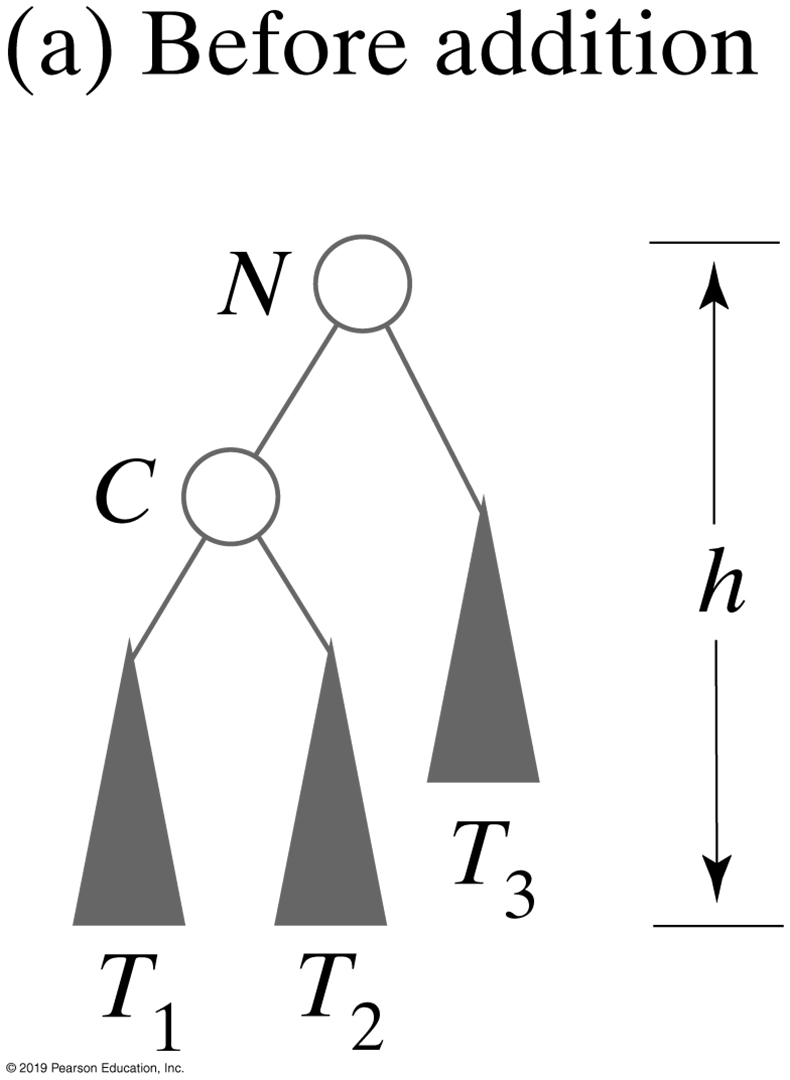 (a) Before addition
N
C
h
T3
T1 T2
© 2019 Pearson Education, Inc.